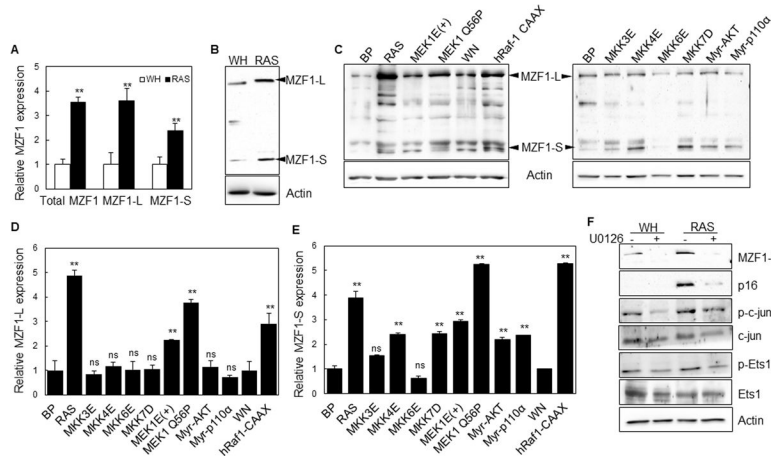 A
Relative MZF1 expression
5
4
3
2
1
0
WH RAS
** ** **
Total MZF1 MZF1-L MZF1-S
B
WH RAS
MZF1-L
MZF1-S
Actin
C
BP RAS MEK1E(+) MEK1 Q56P WN hRaf-1 CAAX
MZF1-L
MZF1-S
Actin
BP MKK3E MKK4E MKK6E MKK7D Myr-AKT Myr-p110α
D
Relative MZF1-L expression
6
5
4
3
2
1
0
** ns ns ns ns ** ** ns ns **
BP RAS MKK3E MKK4E MKK6E MKK7D MEK1E(+) MEK1 Q56P Myr-AKT Myr-p110α WN hRaf1-CAAX
E
Relative MZF1-S expression
6
5
4
3
2
1
0
** ns ** ns ** ** ** ** ** **
BP RAS MKK3E MKK4E MKK6E MKK7D MEK1E(+) MEK1 Q56P Myr-AKT Myr-p110α WN hRaf1-CAAX
F
WH RAS
U0126 - + - +
MZF1-
p16
p-c-jun
c-jun
p-Ets1
Ets1
Actin